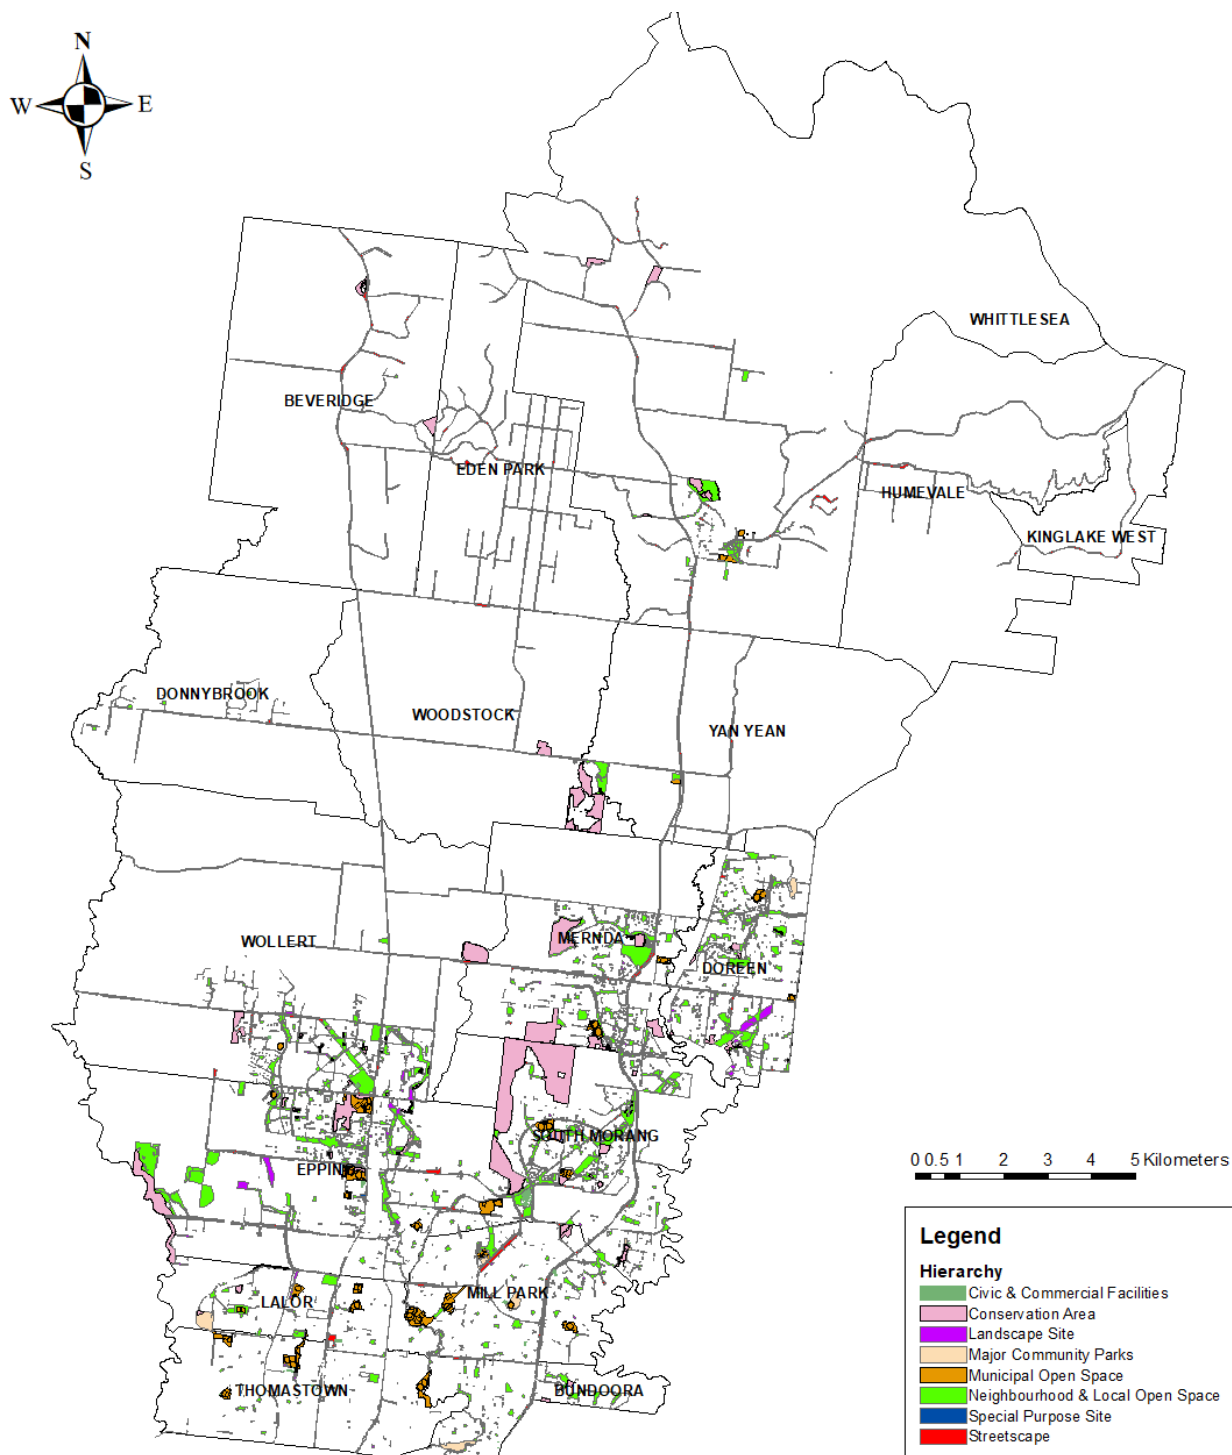 N
W E
S
WHITTLESEA
BEVERIDGE
EDEN PARK
HUMEVALE
KINGLAKE WEST
DONNYBROOK
WOODSTOCK
YAN YEAN
WOLLERT
MERNDA
DOREEN
SOUTH MORANG
EPPING
0 0.5 1 2 3 4 5 Kilometers
MILL PARK
LALOR
THOMASTOWN
BUNDOORA
Legend
Hierarchy
Civic & Commercial Facilities
Conservation Area
Landscape Site
Major Community Parks
Municipal Open Space
Neighbourhood & Local Open Space
Special Purpose Site
Streetscape